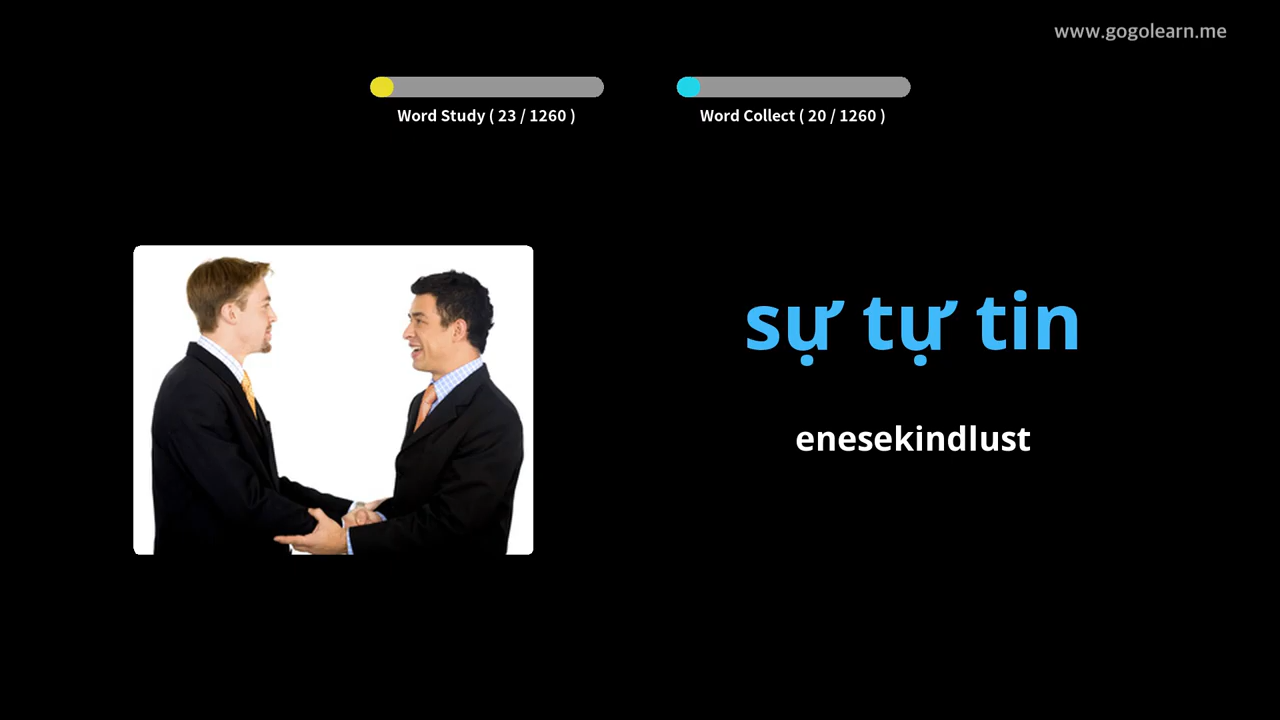 www.gogolearn.me
Word Study ( 23 / 1260 )
Word Collect ( 20 / 1260 )
sự tự tin
enesekindlust